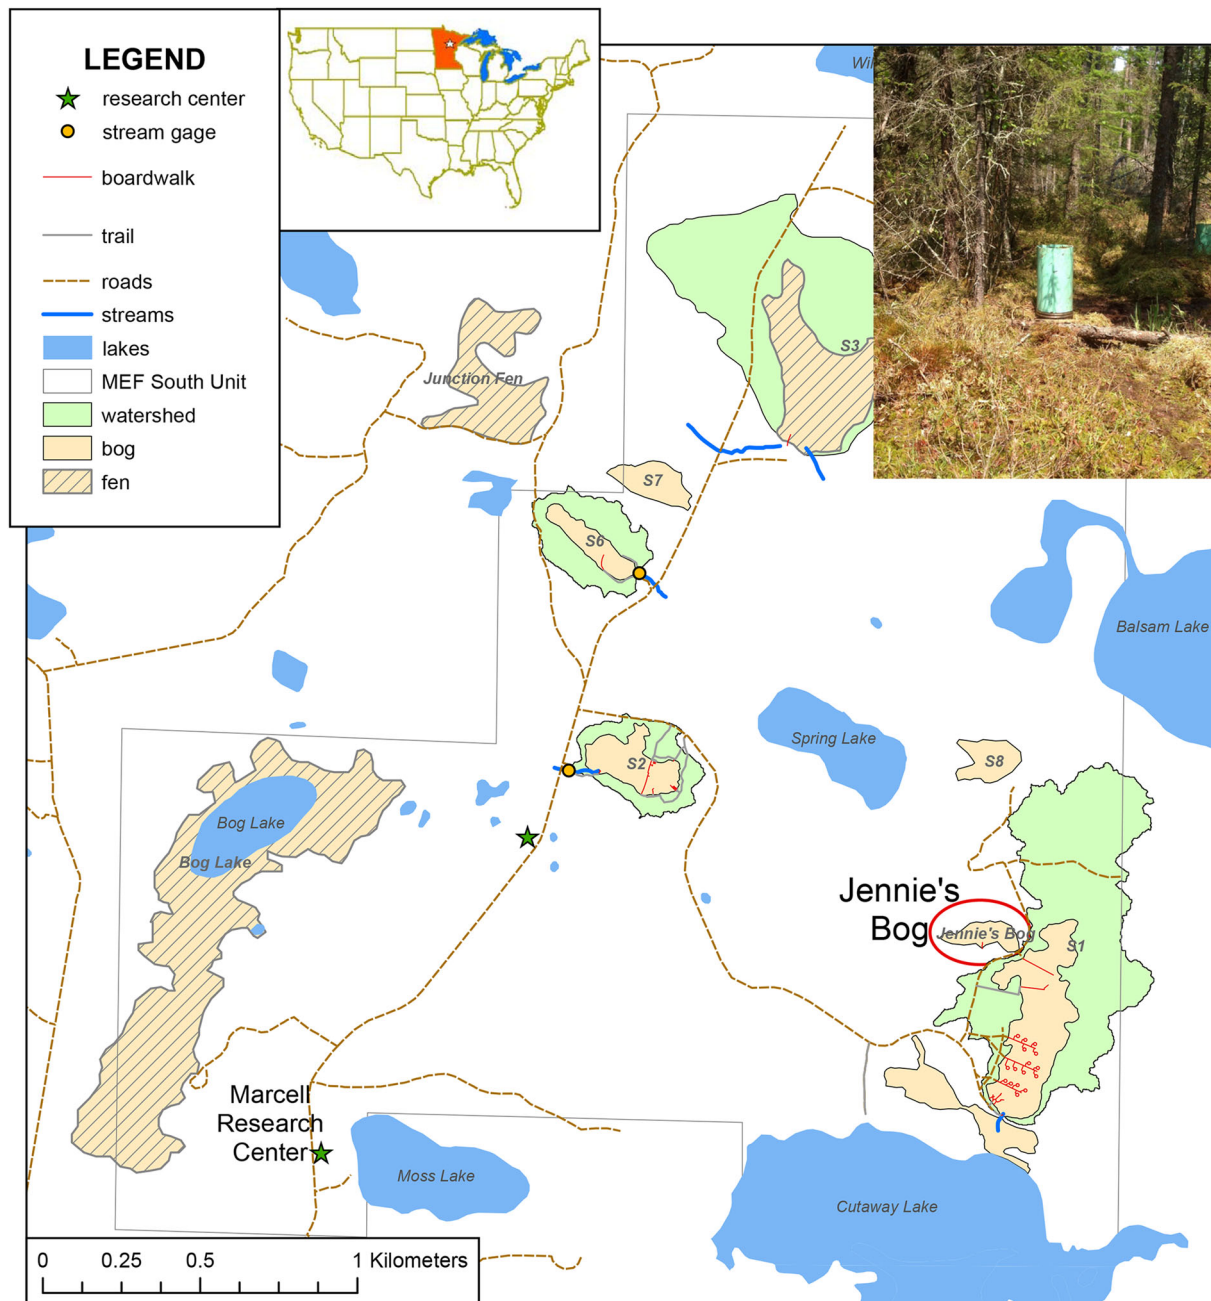 LEGEND
research center
stream gage
boardwalk
trail
roads
streams
lakes
MEF South Unit
watershed
bog
fen
Wil
Junction Fen
S3
S7
S6
Balsam Lake
Spring Lake
S2
S8
Bog Lake
Bog Lake
Jennie's
Bog
Jennie's Bog
S1
Marcell
Research
Center
Moss Lake
Cutaway Lake
0 0.25 0.5 1 Kilometers